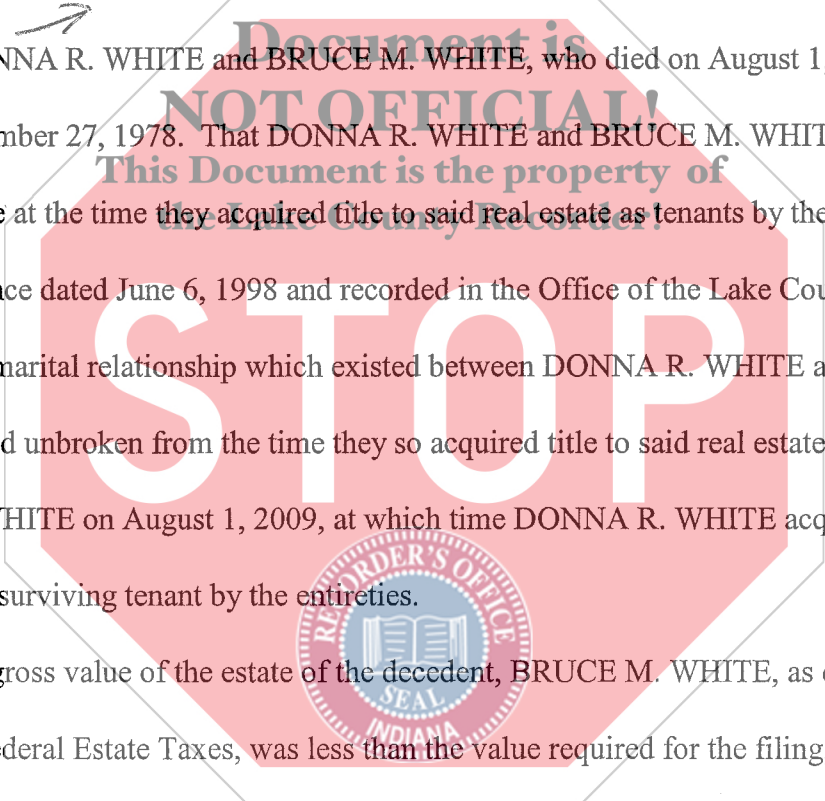 Document is
NNA R. WHITE and BRUCE M. WHITE, who died on August 1,
NOT OFFICIAL!
mber 27, 1978. That DONNA R. WHITE and BRUCE M. WHIT
This Document is the property of
e at the time they acquired title to said real estate as tenants by the
the Lake County Recorder!
nce dated June 6, 1998 and recorded in the Office of the Lake Cou
STOP
marital relationship which existed between DONNA R. WHITE a
d unbroken from the time they so acquired title to said real estate
WHITE on August 1, 2009, at which time DONNA R. WHITE acq
surviving tenant by the entireties.
RECORDER'S OFFICE
gross value of the estate of the decedent, BRUCE M. WHITE, as
SEAL
INDIANA
ederal Estate Taxes, was less than the value required for the filing